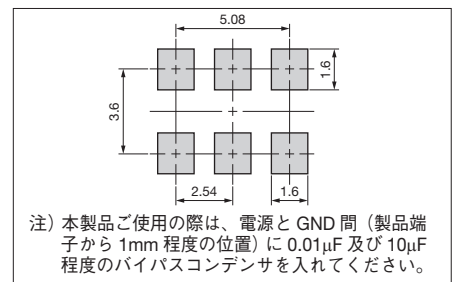 5.08
1.6
3.6
2.54
1.6
注）本製品ご使用の際は、電源と GND 間（製品端
子から 1mm 程度の位置）に 0.01μF 及び 10μF
程度のバイパスコンデンサを入れてください。